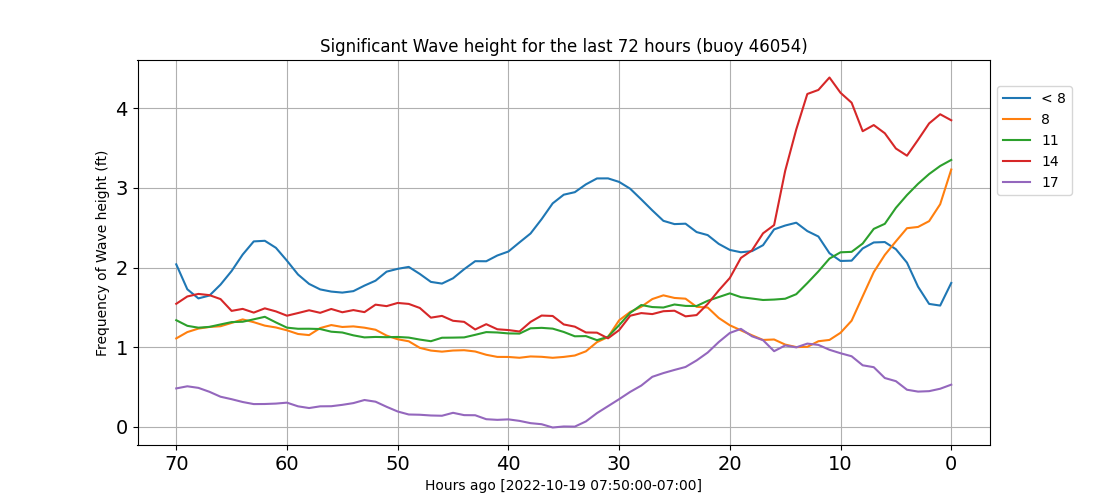 Significant Wave height for the last 72 hours (buoy 46054)
Frequency of Wave height (ft)
4
3
2
1
0
70 60 50 40 30 20 10 0
Hours ago [2022-10-19 07:50:00-07:00]
< 8
8
11
14
17